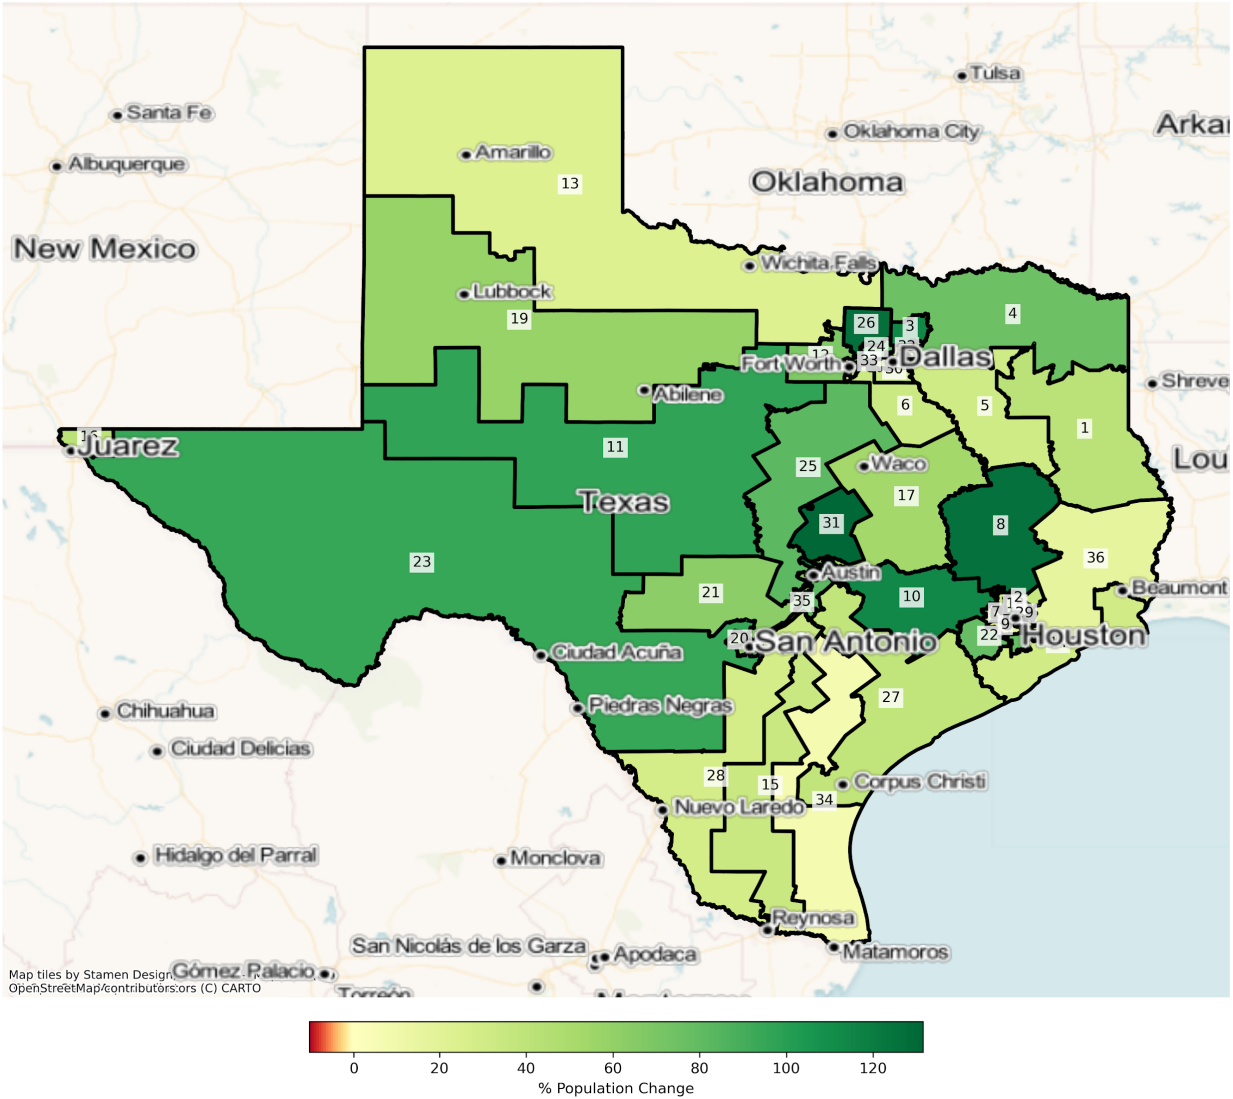 Tulsa
Santa Fe
Arkar
Oklahoma City
Albuquerque
Amarillo
Oklahoma
13
New Mexico
Wichita Falls
Lubbock
4
19
26
3
24
Dallas
Fort Worth
33
Shreve
Abilene
6
5
1
16
Juarez
11
25
Waco
Lou
17
Texas
31
8
23
36
Austin
Beaumont
21
35
10
2
7
29
9
22
Houston
20
San Antonio
Ciudad Acuña
27
Piedras Negras
Chihuahua
Ciudad Delicias
28
15
Corpus Christi
34
Nuevo Laredo
Hidalgo del Parral
Monclova
Reynosa
San Nicolás de los Garza
Apodaca
Matamoros
Map tiles by Stamen Design,
Gómez Palacio
OpenStreetMap contributors (C) CARTO
Torreón
0
20
40
60
80
100
120
% Population Change